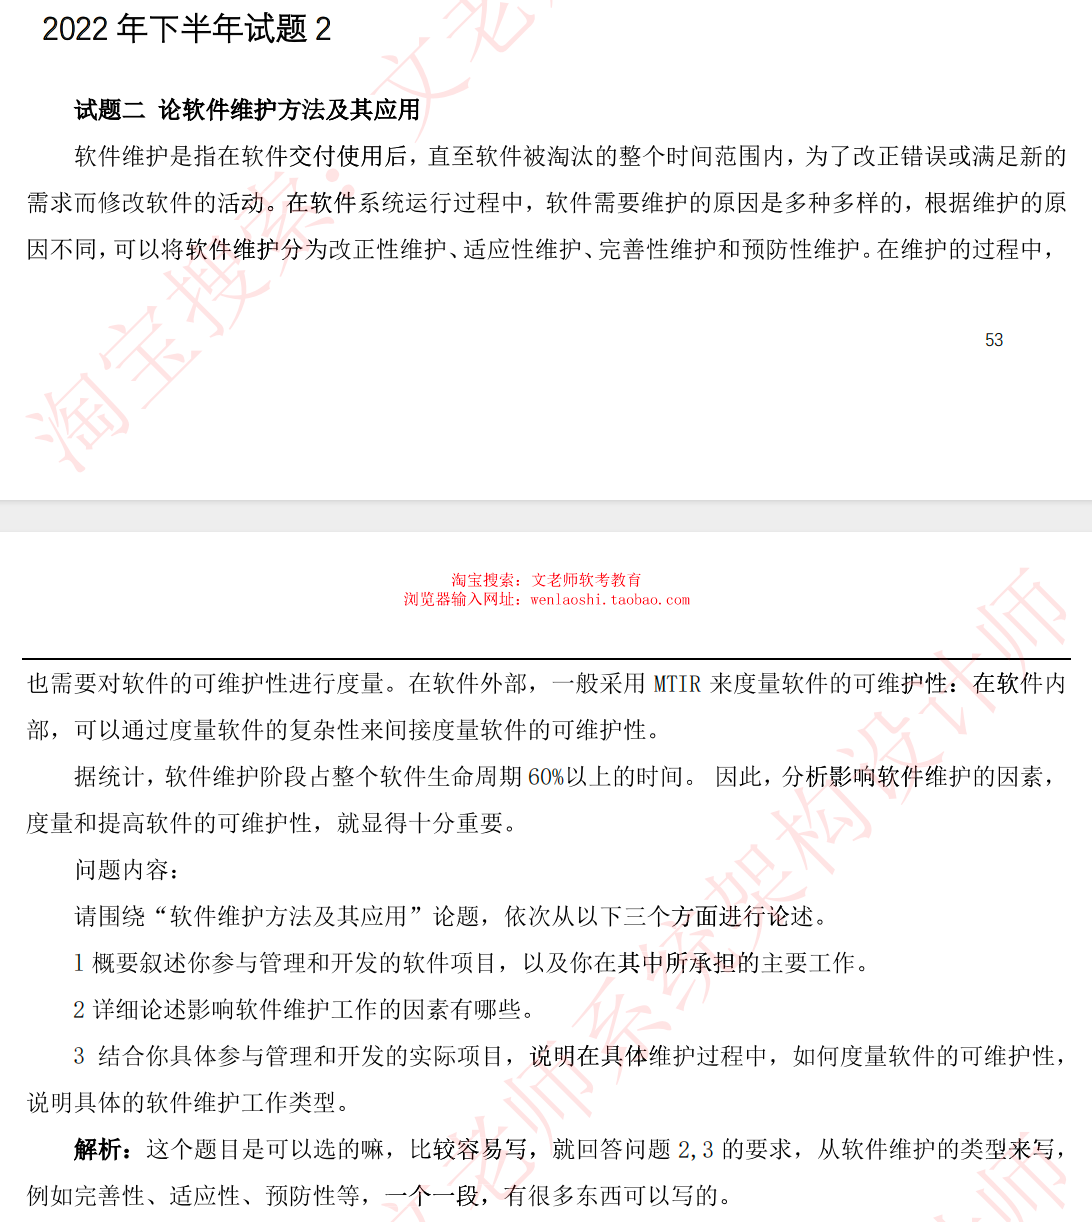 2022 年下半年试题 2
试题二 论软件维护方法及其应用
软件维护是指在软件交付使用后，直至软件被淘汰的整个时间范围内，为了改正错误或满足新的
需求而修改软件的活动。在软件系统运行过程中，软件需要维护的原因是多种多样的，根据维护的原
因不同，可以将软件维护分为改正性维护、适应性维护、完善性维护和预防性维护。在维护的过程中，
53
淘宝搜索：文老
淘宝搜索：文老师软考教育
浏览器输入网址：wenlaoshi.taobao.com
也需要对软件的可维护性进行度量。在软件外部，一般采用 MTIR 来度量软件的可维护性：在软件内
部，可以通过度量软件的复杂性来间接度量软件的可维护性。
据统计，软件维护阶段占整个软件生命周期 60%以上的时间。 因此，分析影响软件维护的因素，
度量和提高软件的可维护性，就显得十分重要。
问题内容：
请围绕“软件维护方法及其应用”论题，依次从以下三个方面进行论述。
1 概要叙述你参与管理和开发的软件项目，以及你在其中所承担的主要工作。
2 详细论述影响软件维护工作的因素有哪些。
3 结合你具体参与管理和开发的实际项目，说明在具体维护过程中，如何度量软件的可维护性，
说明具体的软件维护工作类型。
解析：这个题目是可以选的嘛，比较容易写，就回答问题 2,3 的要求，从软件维护的类型来写，
例如完善性、适应性、预防性等，一个一段，有很多东西可以写的。
文老师系统架构设计师
师